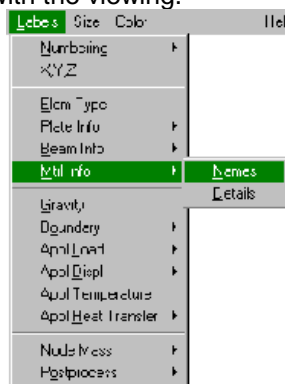 with the viewing.
Labels Size Color Hel
Numbering
X,Y,Z
Elem Type
Plate Info
Beam Info
Mtl Info
Names
Details
Gravity
Boundary
Appl Load
Appl Displ
Appl Temperature
Appl Heat Transfer
Node Mass
Postprocess